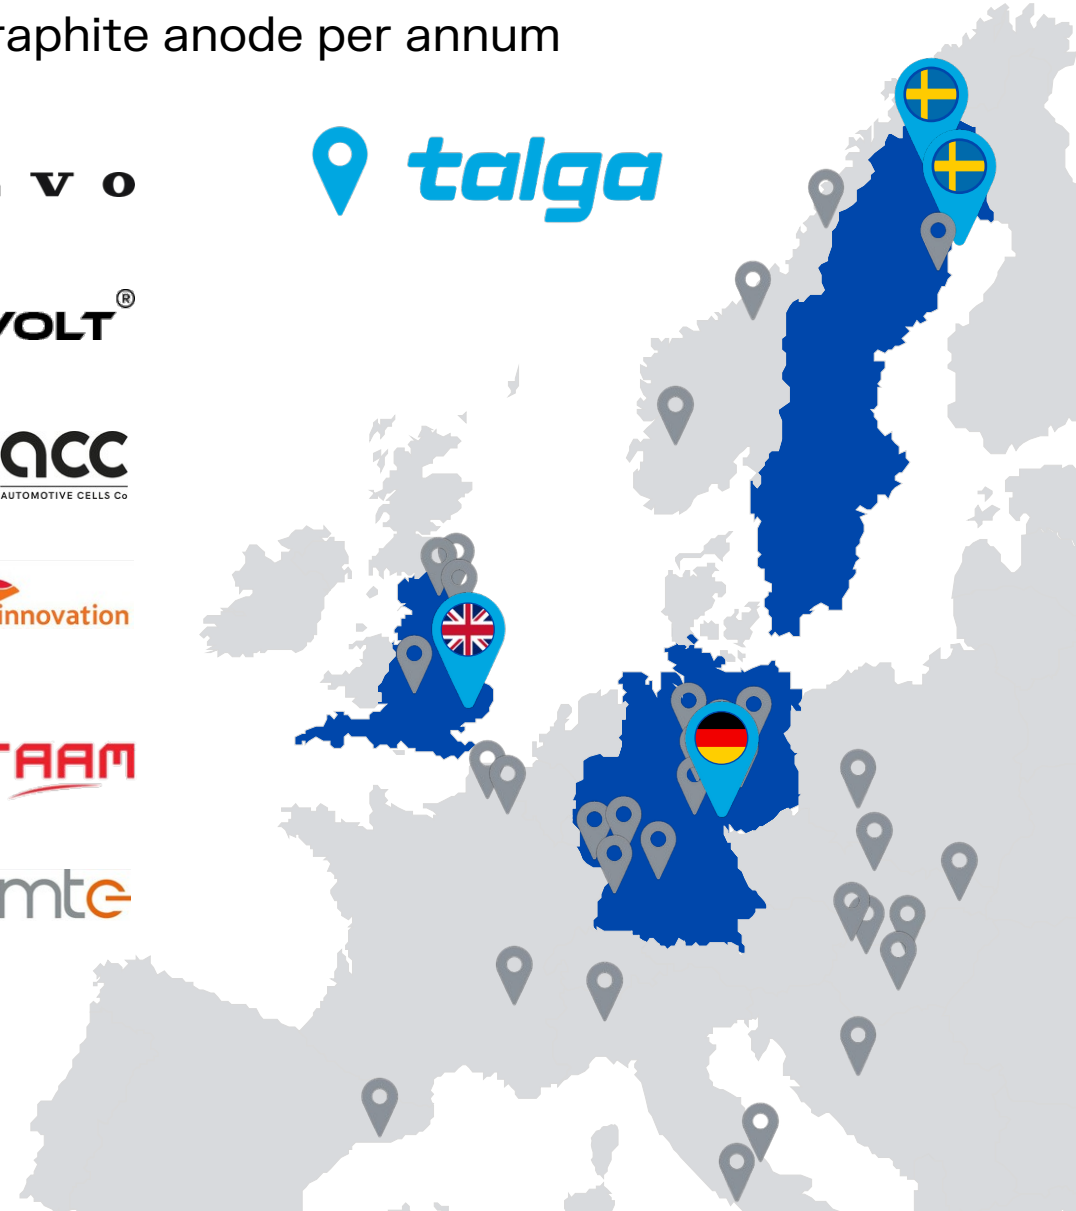 raphite anode per annum
talga
v o
VOLT®
acc
AUTOMOTIVE CELLS Co
innovation
TAAM
mte